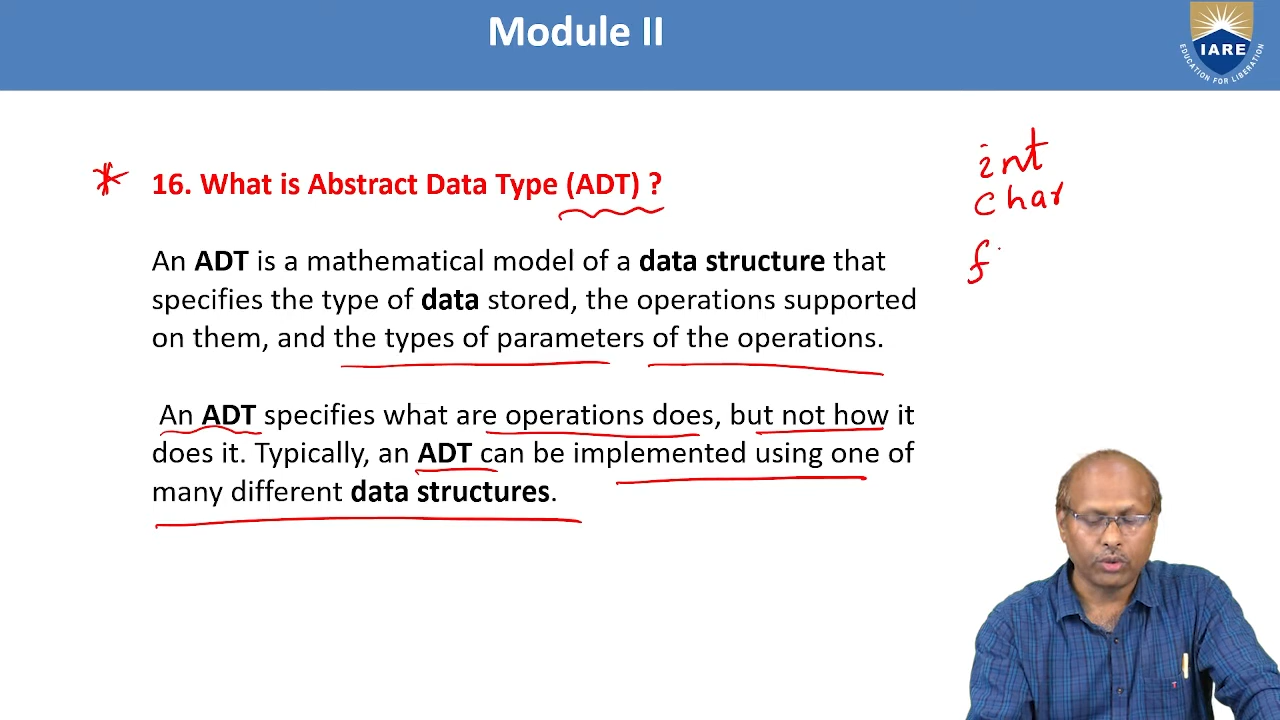 Module II
IARE
EDUCATION FOR LIBERATION
* 16. What is Abstract Data Type (ADT) ?
An ADT is a mathematical model of a data structure that
specifies the type of data stored, the operations supported
on them, and the types of parameters of the operations.
An ADT specifies what are operations does, but not how it
does it. Typically, an ADT can be implemented using one of
many different data structures.
int
char
f